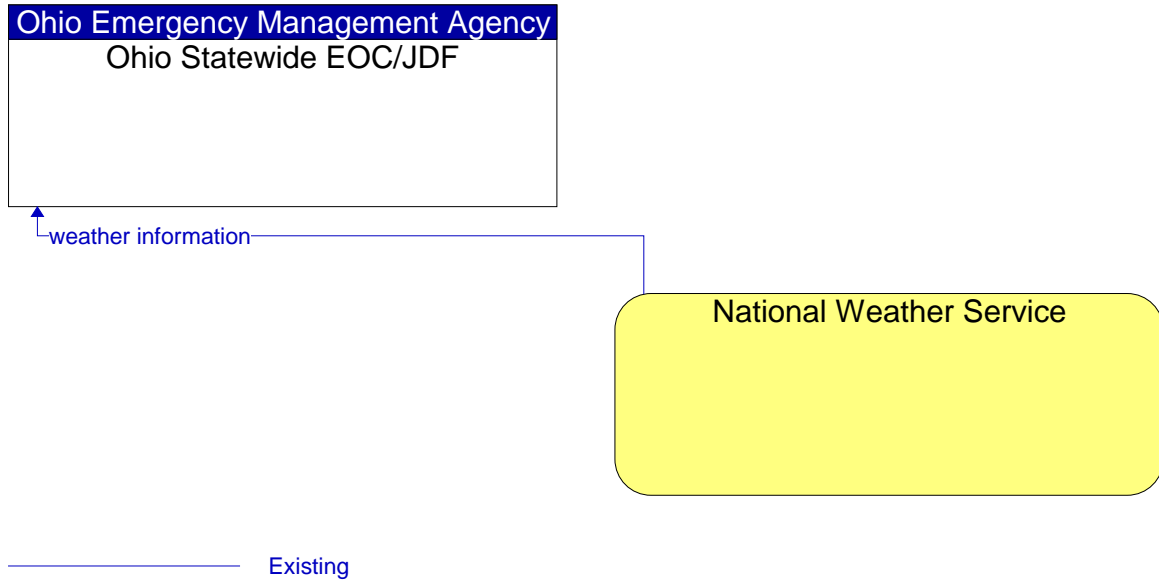 Ohio Emergency Management Agency
Ohio Statewide EOC/JDF
weather information
National Weather Service
Existing